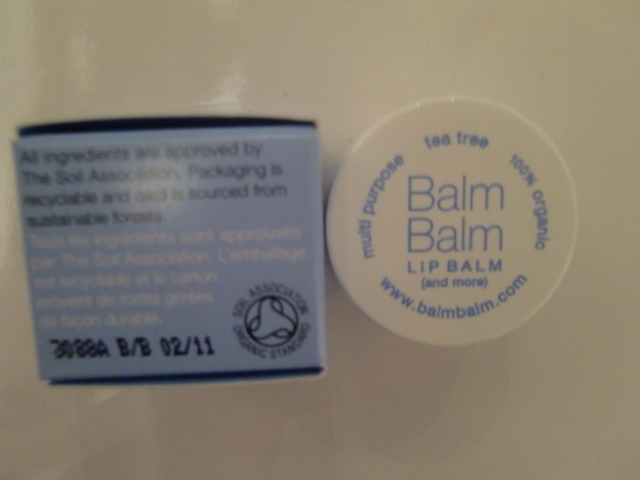 All ingredients are approved by
The Soil Association. Packaging is
recyclable and card is sourced from
sustainable forests.
Tous les ingrédients sont approuvés
par The Soil Association. L'emballage
est recyclable et le carton
provient de forêts gérées
de façon durable.
3088A B/B 02/11
SOIL ASSOCIATION
ORGANIC STANDARD
tea tree
multi purpose
100% organic
Balm
Balm
LIP BALM
(and more)
www.balmbalm.com